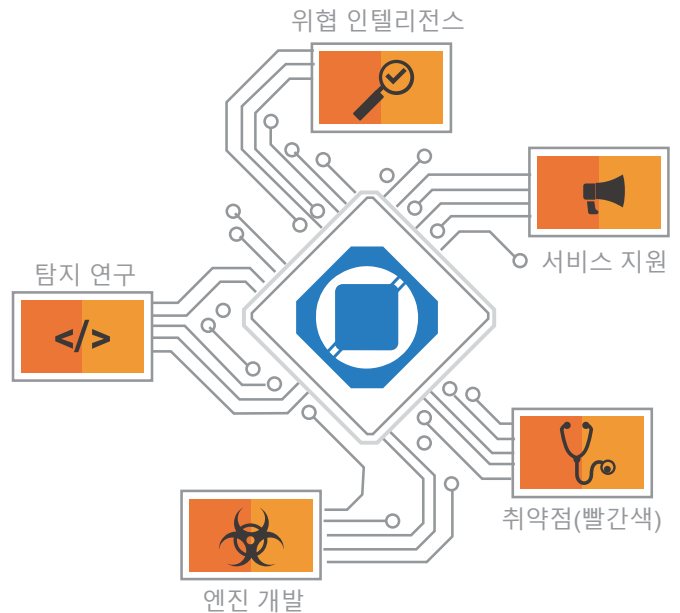 위협 인텔리전스
서비스 지원
탐지 연구
</>
취약점(빨간색)
엔진 개발